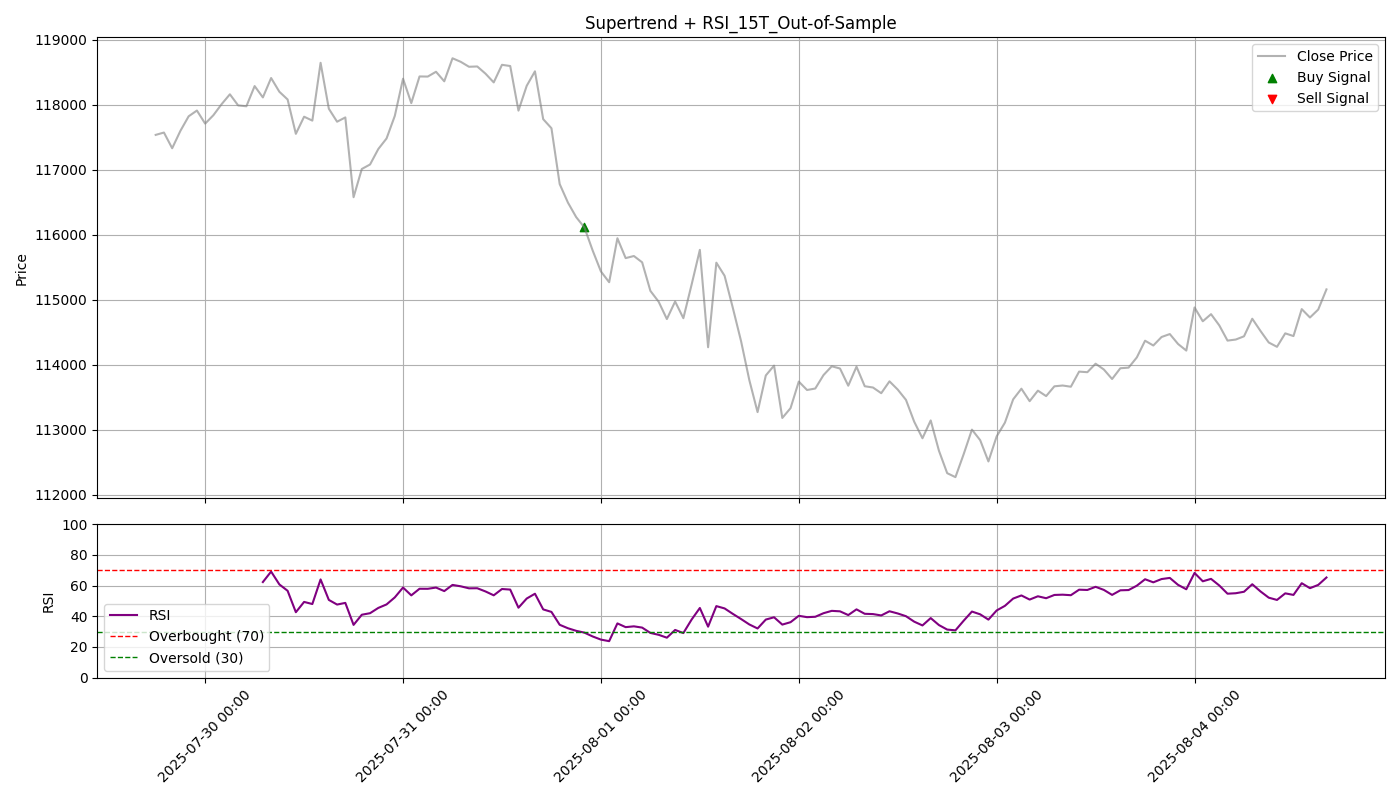 Supertrend + RSI_15T_Out-of-Sample
119000
118000
117000
116000
115000
114000
113000
112000
Price
Close Price
Buy Signal
Sell Signal
100
80
60
40
20
0
RSI
RSI
Overbought (70)
Oversold (30)
2025-07-30 00:00
2025-07-31 00:00
2025-08-01 00:00
2025-08-02 00:00
2025-08-03 00:00
2025-08-04 00:00